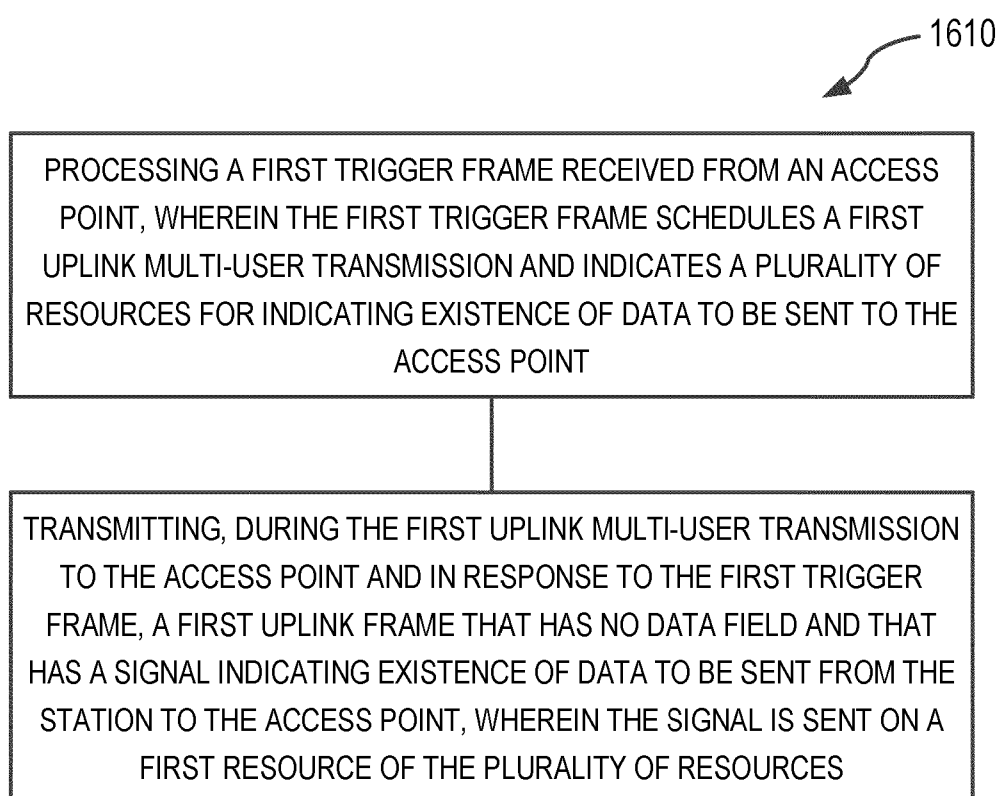 1610
PROCESSING A FIRST TRIGGER FRAME RECEIVED FROM AN ACCESS
POINT, WHEREIN THE FIRST TRIGGER FRAME SCHEDULES A FIRST
UPLINK MULTI-USER TRANSMISSION AND INDICATES A PLURALITY OF
RESOURCES FOR INDICATING EXISTENCE OF DATA TO BE SENT TO THE
ACCESS POINT
TRANSMITTING, DURING THE FIRST UPLINK MULTI-USER TRANSMISSION
TO THE ACCESS POINT AND IN RESPONSE TO THE FIRST TRIGGER
FRAME, A FIRST UPLINK FRAME THAT HAS NO DATA FIELD AND THAT
HAS A SIGNAL INDICATING EXISTENCE OF DATA TO BE SENT FROM THE
STATION TO THE ACCESS POINT, WHEREIN THE SIGNAL IS SENT ON A
FIRST RESOURCE OF THE PLURALITY OF RESOURCES